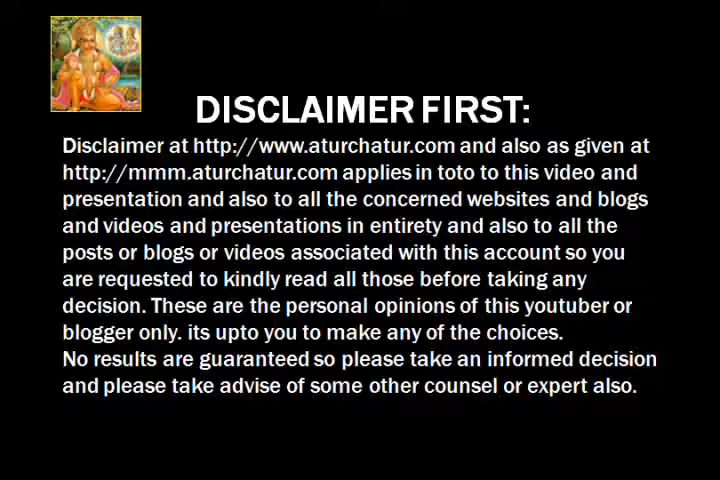 DISCLAIMER FIRST:
Disclaimer at http://www.aturchatur.com and also as given at
http://mmm.aturchatur.com applies in toto to this video and
presentation and also to all the concerned websites and blogs
and videos and presentations in entirety and also to all the
posts or blogs or videos associated with this account so you
are requested to kindly read all those before taking any
decision. These are the personal opinions of this youtuber or
blogger only. its upto you to make any of the choices.
No results are guaranteed so please take an informed decision
and please take advise of some other counsel or expert also.